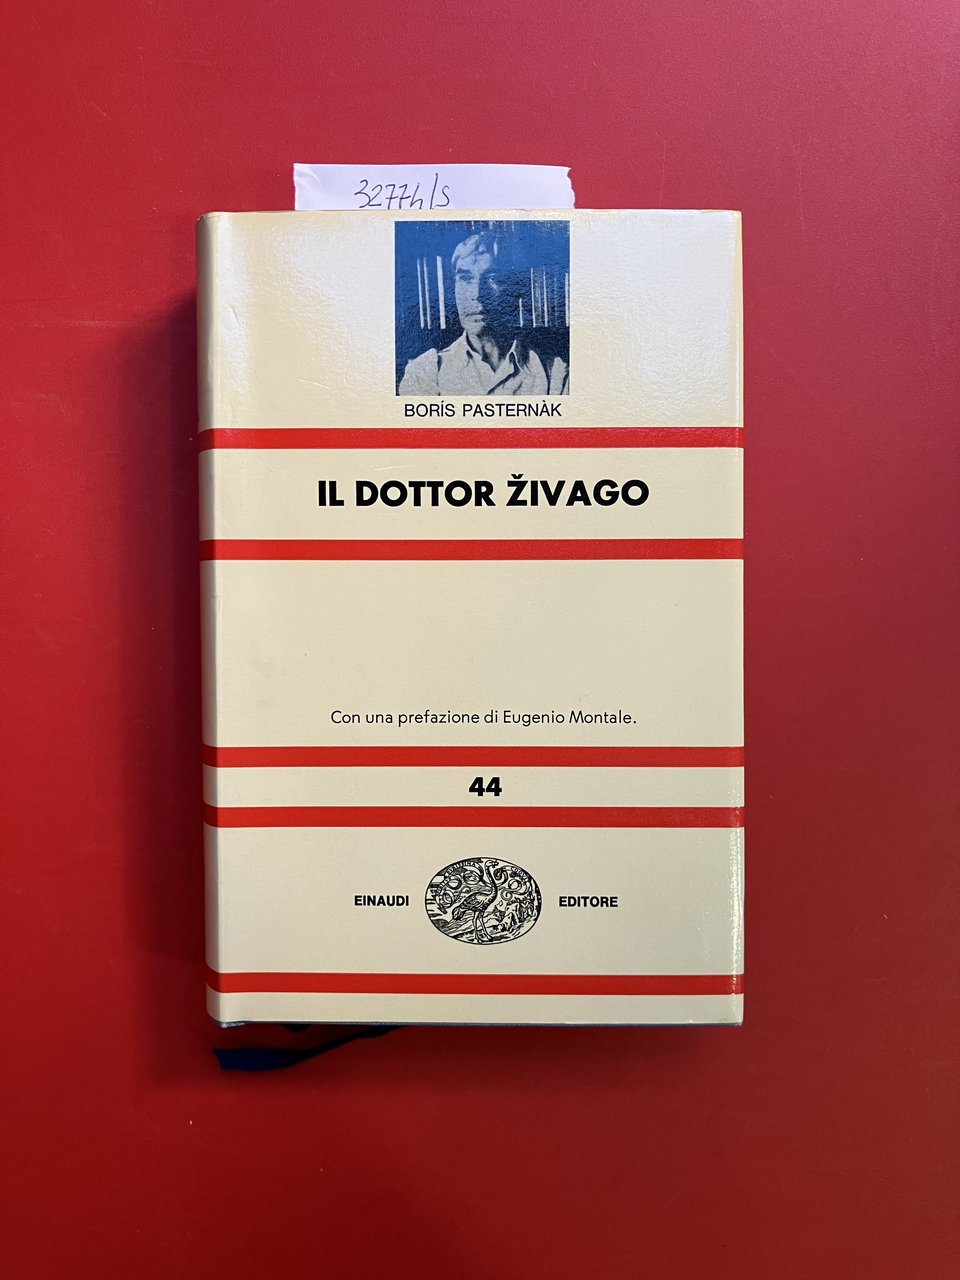 32774/S
BORÍS PASTERNÀK
IL DOTTOR ŽIVAGO
Con una prefazione di Eugenio Montale.
44
EINAUDI EDITORE